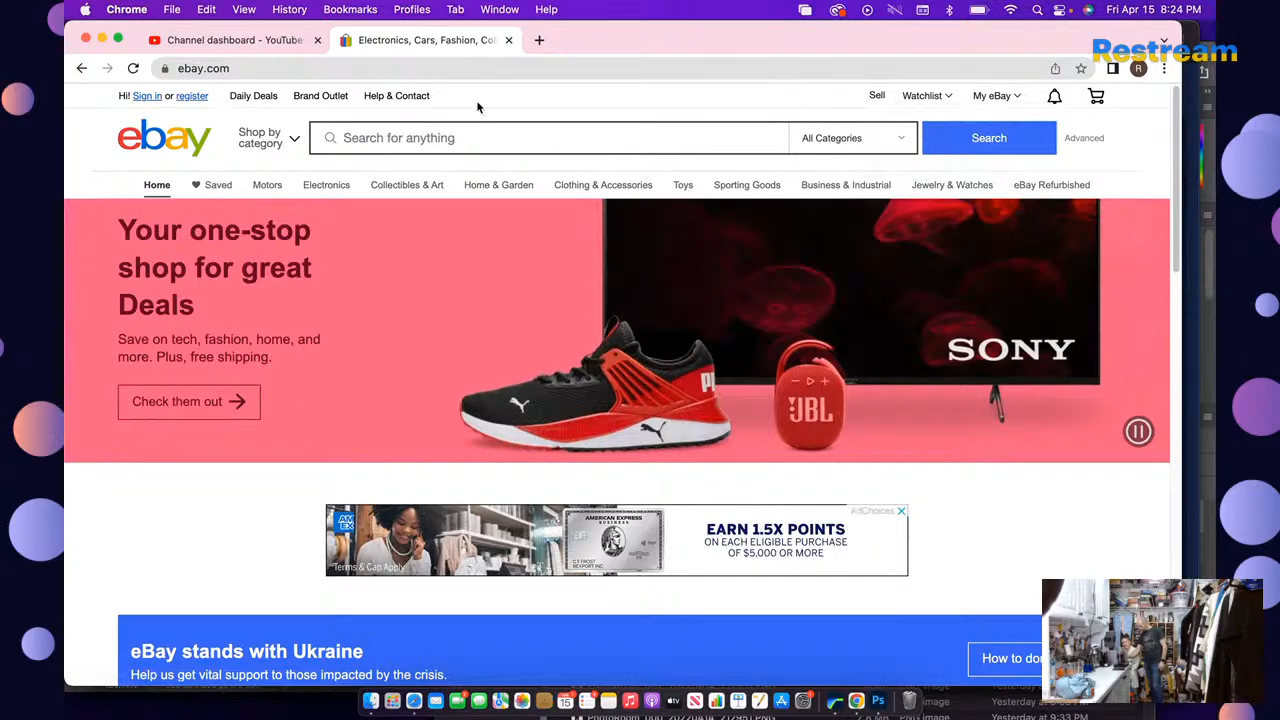 Chrome File Edit View History Bookmarks Profiles Tab Window Help Fri Apr 15 8:24 PM
Channel dashboard - YouTube
Electronics, Cars, Fashion, Col
Restream
ebay.com
R
Hi! Sign in or register Daily Deals Brand Outlet Help & Contact Sell Watchlist My eBay
ebay
Shop by
category
Search for anything All Categories Search Advanced
Home Saved Motors Electronics Collectibles & Art Home & Garden Clothing & Accessories Toys Sporting Goods Business & Industrial Jewelry & Watches eBay Refurbished
Your one-stop
shop for great
Deals
Save on tech, fashion, home, and
more. Plus, free shipping.
Check them out
SONY
JBL
AdChoices
AM
EX
AMERICAN EXPRESS
BUSINESS
C F FROST
REXPORT INC
*Terms & Cap Apply
EARN 1.5X POINTS
ON EACH ELIGIBLE PURCHASE
OF $5,000 OR MORE
eBay stands with Ukraine
Help us get vital support to those impacted by the crisis.
How to do
PhotoRoom_20220414_212951.PNG
Yesterday at 9:33 PM